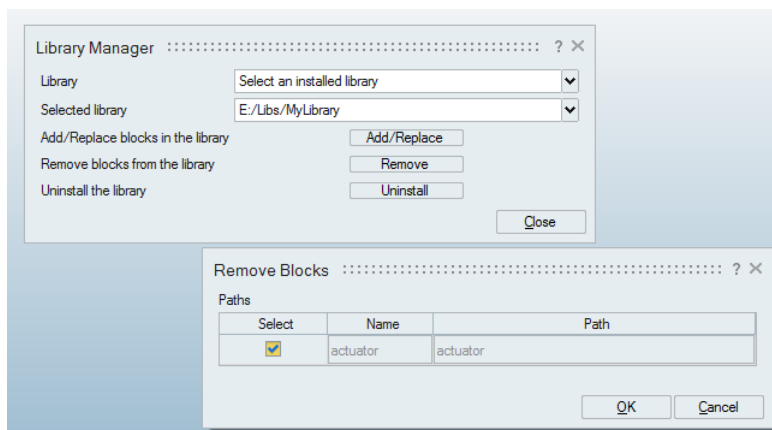 Library Manager ? ×
Library Select an installed library
Selected library E:/Libs/MyLibrary
Add/Replace blocks in the library Add/Replace
Remove blocks from the library Remove
Uninstall the library Uninstall
Close
Remove Blocks ? ×
Paths
Select Name Path
actuator actuator
OK Cancel